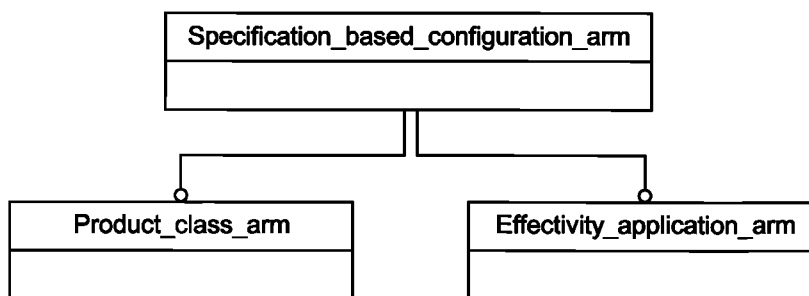 Specification_based_configuration_arm
Product_class_arm
Effectivity_application_arm